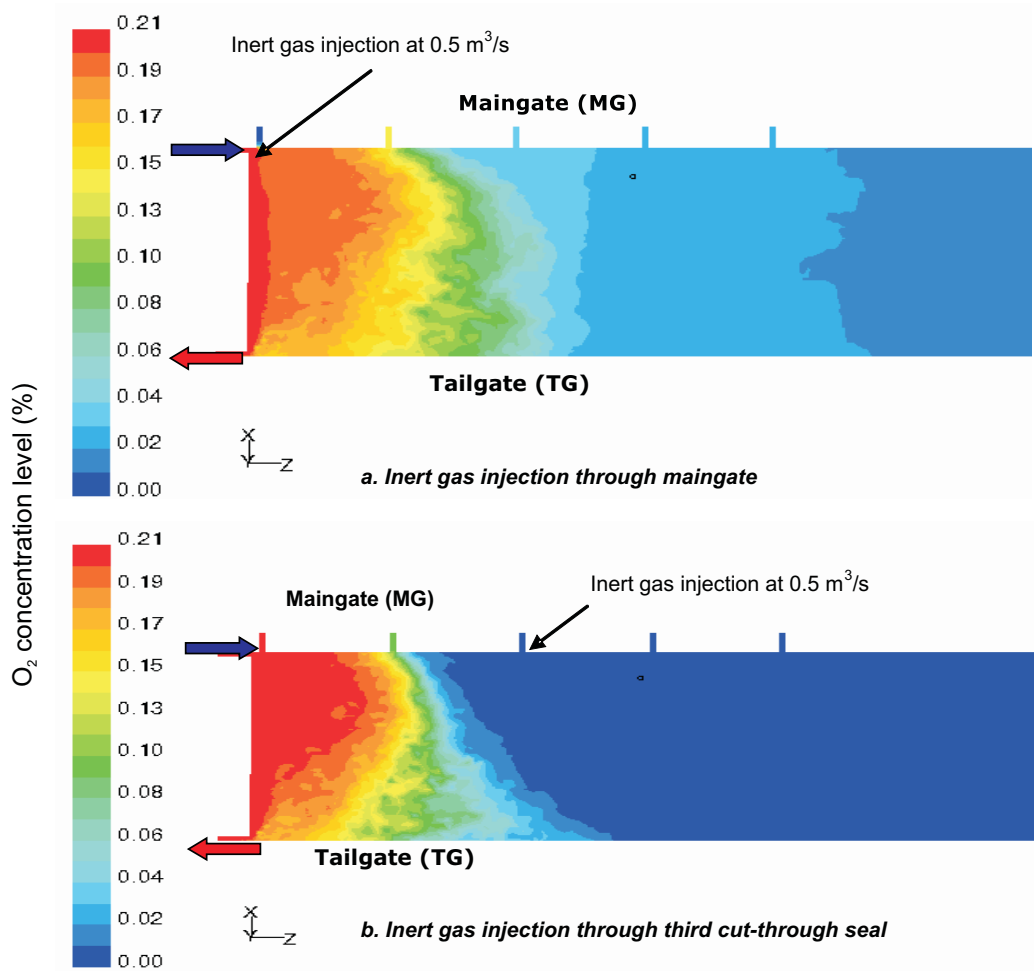 0.21
0.19
0.17
0.15
0.13
0.10
0.08
0.06
0.04
0.02
0.00
Inert gas injection at 0.5 m³/s
Maingate (MG)
Tailgate (TG)
X
Y
Z
a. Inert gas injection through maingate
O₂ concentration level (%)
0.21
0.19
0.17
0.15
0.13
0.10
0.08
0.06
0.04
0.02
0.00
Inert gas injection at 0.5 m³/s
Maingate (MG)
Tailgate (TG)
X
Y
Z
b. Inert gas injection through third cut-through seal